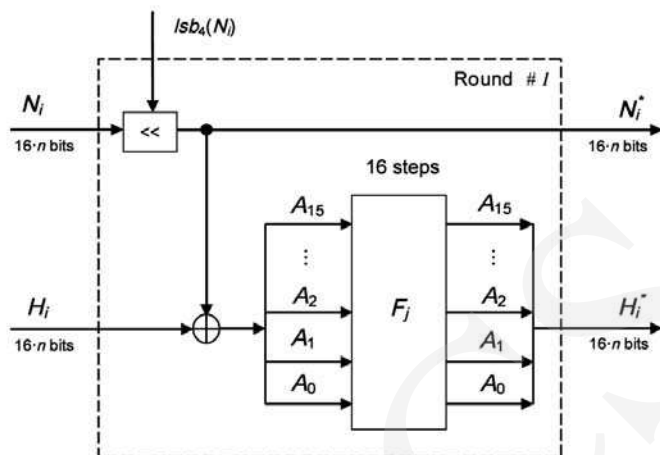 lsb₄(Nᵢ)
Round # I
Nᵢ
<<
Nᵢ*
16·n bits
16·n bits
16 steps
A₁₅
A₁₅
⋮
⋮
Hᵢ
A₂
Fⱼ
A₂
Hᵢ*
16·n bits
A₁
A₁
16·n bits
A₀
A₀